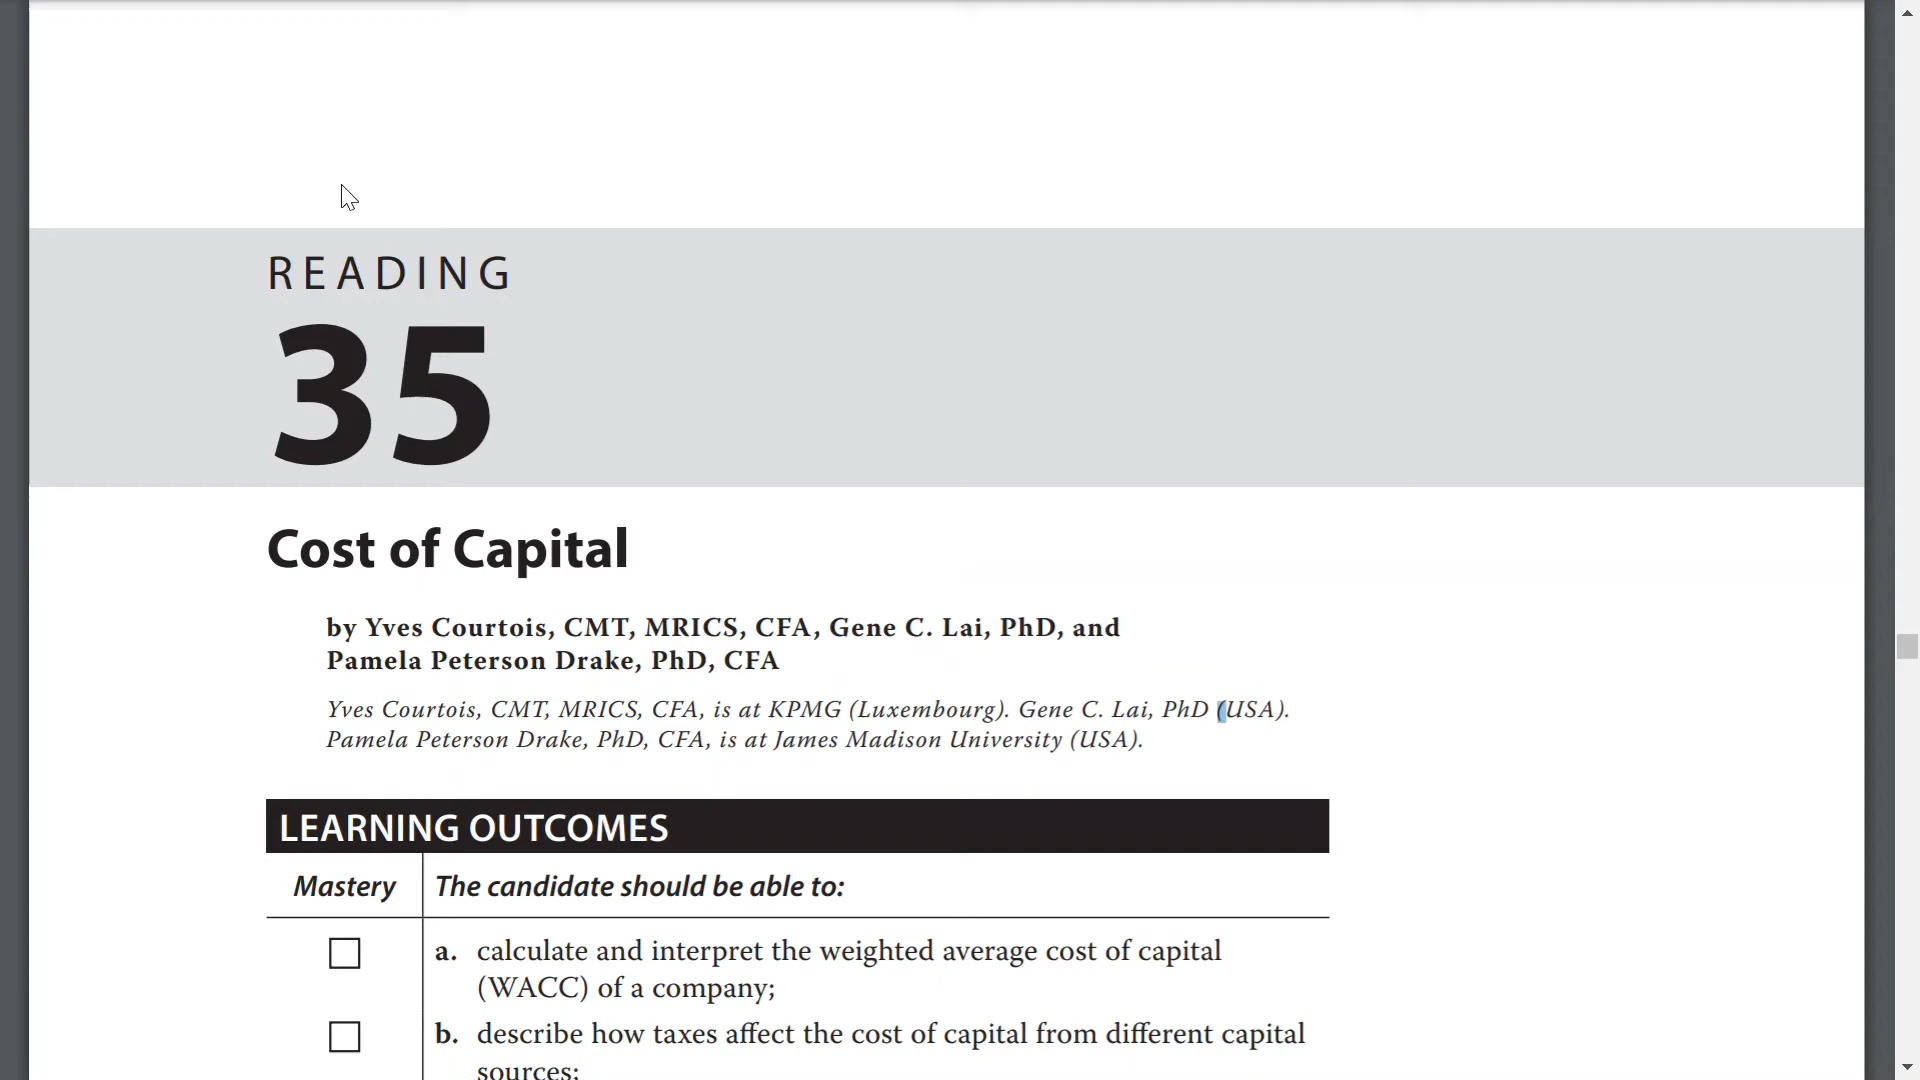 READING
35
Cost of Capital
by Yves Courtois, CMT, MRICS, CFA, Gene C. Lai, PhD, and
Pamela Peterson Drake, PhD, CFA
Yves Courtois, CMT, MRICS, CFA, is at KPMG (Luxembourg). Gene C. Lai, PhD (USA).
Pamela Peterson Drake, PhD, CFA, is at James Madison University (USA).
LEARNING OUTCOMES
Mastery The candidate should be able to:
a. calculate and interpret the weighted average cost of capital
(WACC) of a company;
b. describe how taxes affect the cost of capital from different capital
sources;